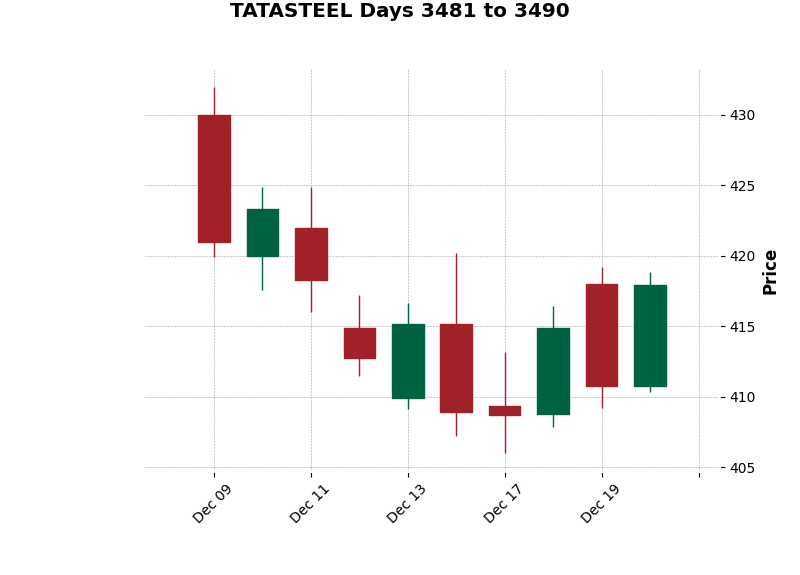 TATASTEEL Days 3481 to 3490
430
425
420
415
410
405
Price
Dec 09
Dec 11
Dec 13
Dec 17
Dec 19